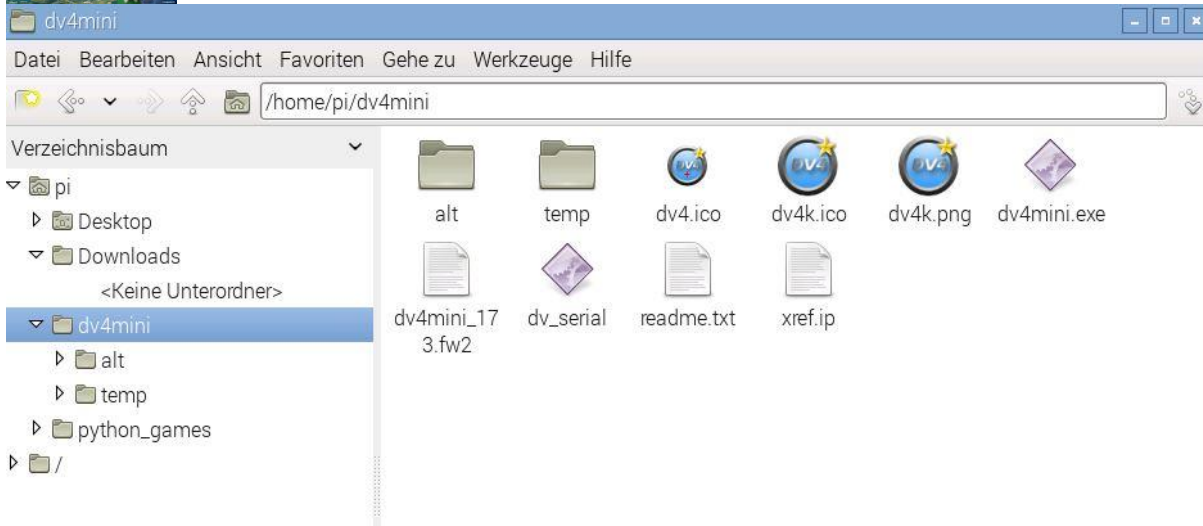 dv4mini
Datei Bearbeiten Ansicht Favoriten Gehe zu Werkzeuge Hilfe
/home/pi/dv4mini
Verzeichnisbaum
pi
Desktop
Downloads
<Keine Unterordner>
dv4mini
alt
temp
python_games
/
alt temp dv4.ico dv4k.ico dv4k.png dv4mini.exe
dv4mini_17 dv_serial readme.txt xref.ip
3.fw2